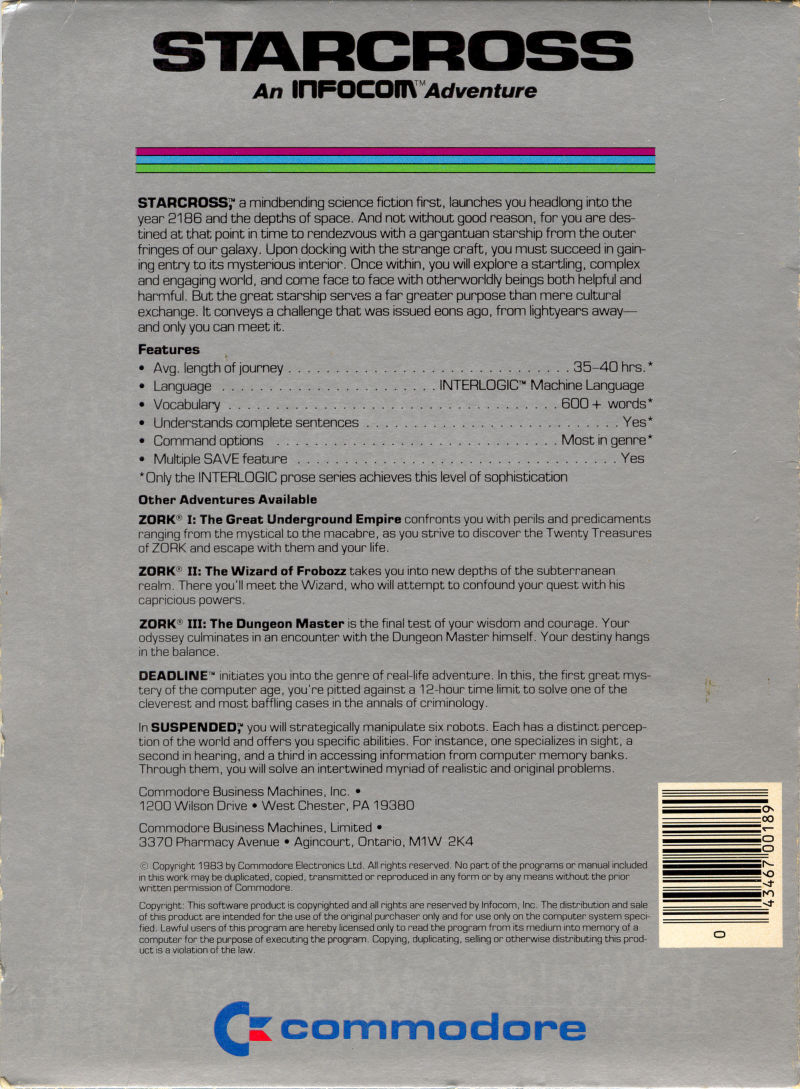 STARCROSS
An INFOCOM™ Adventure
STARCROSS,™ a mindbending science fiction first, launches you headlong into the
year 2186 and the depths of space. And not without good reason, for you are des-
tined at that point in time to rendezvous with a gargantuan starship from the outer
fringes of our galaxy. Upon docking with the strange craft, you must succeed in gain-
ing entry to its mysterious interior. Once within, you will explore a startling, complex
and engaging world, and come face to face with otherworldly beings both helpful and
harmful. But the great starship serves a far greater purpose than mere cultural
exchange. It conveys a challenge that was issued eons ago, from lightyears away—
and only you can meet it.
Features
• Avg. length of journey . . . . . . . . . . . . . . . . . . . . . . . . . . . . . . 35–40 hrs.*
• Language . . . . . . . . . . . . . . . . . . . . . . . INTERLOGIC™ Machine Language
• Vocabulary . . . . . . . . . . . . . . . . . . . . . . . . . . . . . . . . . . . 600 + words*
• Understands complete sentences . . . . . . . . . . . . . . . . . . . . . . . . . . . Yes*
• Command options . . . . . . . . . . . . . . . . . . . . . . . . . . . . . . Most in genre*
• Multiple SAVE feature . . . . . . . . . . . . . . . . . . . . . . . . . . . . . . . . . . Yes
*Only the INTERLOGIC prose series achieves this level of sophistication
Other Adventures Available
ZORK® I: The Great Underground Empire confronts you with perils and predicaments
ranging from the mystical to the macabre, as you strive to discover the Twenty Treasures
of ZORK and escape with them and your life.
ZORK® II: The Wizard of Frobozz takes you into new depths of the subterranean
realm. There you'll meet the Wizard, who will attempt to confound your quest with his
capricious powers.
ZORK® III: The Dungeon Master is the final test of your wisdom and courage. Your
odyssey culminates in an encounter with the Dungeon Master himself. Your destiny hangs
in the balance.
DEADLINE™ initiates you into the genre of real-life adventure. In this, the first great mys-
tery of the computer age, you're pitted against a 12-hour time limit to solve one of the
cleverest and most baffling cases in the annals of criminology.
In SUSPENDED,™ you will strategically manipulate six robots. Each has a distinct percep-
tion of the world and offers you specific abilities. For instance, one specializes in sight, a
second in hearing, and a third in accessing information from computer memory banks.
Through them, you will solve an intertwined myriad of realistic and original problems.
Commodore Business Machines, Inc. •
1200 Wilson Drive • West Chester, PA 19380
Commodore Business Machines, Limited •
3370 Pharmacy Avenue • Agincourt, Ontario, M1W 2K4
© Copyright 1983 by Commodore Electronics Ltd. All rights reserved. No part of the programs or manual included
in this work may be duplicated, copied, transmitted or reproduced in any form or by any means without the prior
written permission of Commodore.
Copyright: This software product is copyrighted and all rights are reserved by Infocom, Inc. The distribution and sale
of this product are intended for the use of the original purchaser only and for use only on the computer system speci-
fied. Lawful users of this program are hereby licensed only to read the program from its medium into memory of a
computer for the purpose of executing the program. Copying, duplicating, selling or otherwise distributing this prod-
uct is a violation of the law.
0 43467 00189
commodore